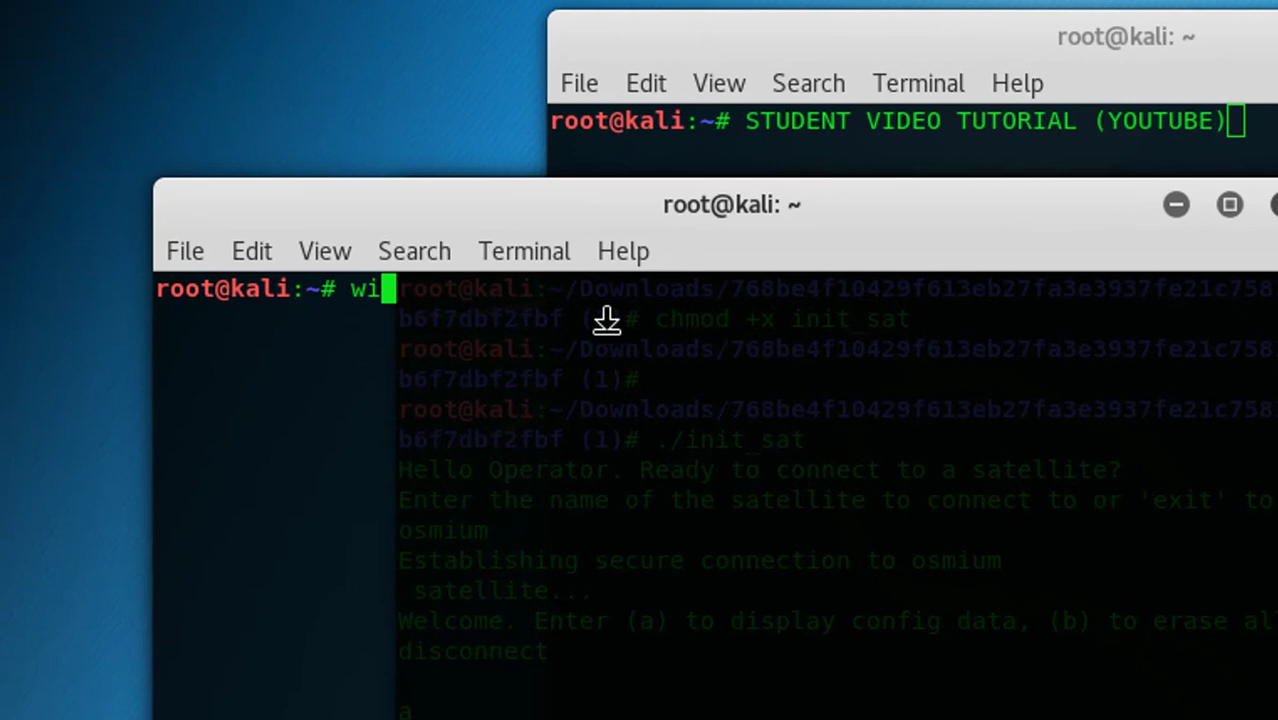 root@kali: ~
File Edit View Search Terminal Help
root@kali:~# STUDENT VIDEO TUTORIAL (YOUTUBE)
root@kali: ~
File Edit View Search Terminal Help
root@kali:~# wi
root@kali:~/Downloads/768be4f10429f613eb27fa3e3937fe21c758
b6f7dbf2fbf (1)# chmod +x init_sat
root@kali:~/Downloads/768be4f10429f613eb27fa3e3937fe21c758
b6f7dbf2fbf (1)#
root@kali:~/Downloads/768be4f10429f613eb27fa3e3937fe21c758
b6f7dbf2fbf (1)# ./init_sat
Hello Operator. Ready to connect to a satellite?
Enter the name of the satellite to connect to or 'exit' to
osmium
Establishing secure connection to osmium
satellite...
Welcome. Enter (a) to display config data, (b) to erase al
disconnect
a